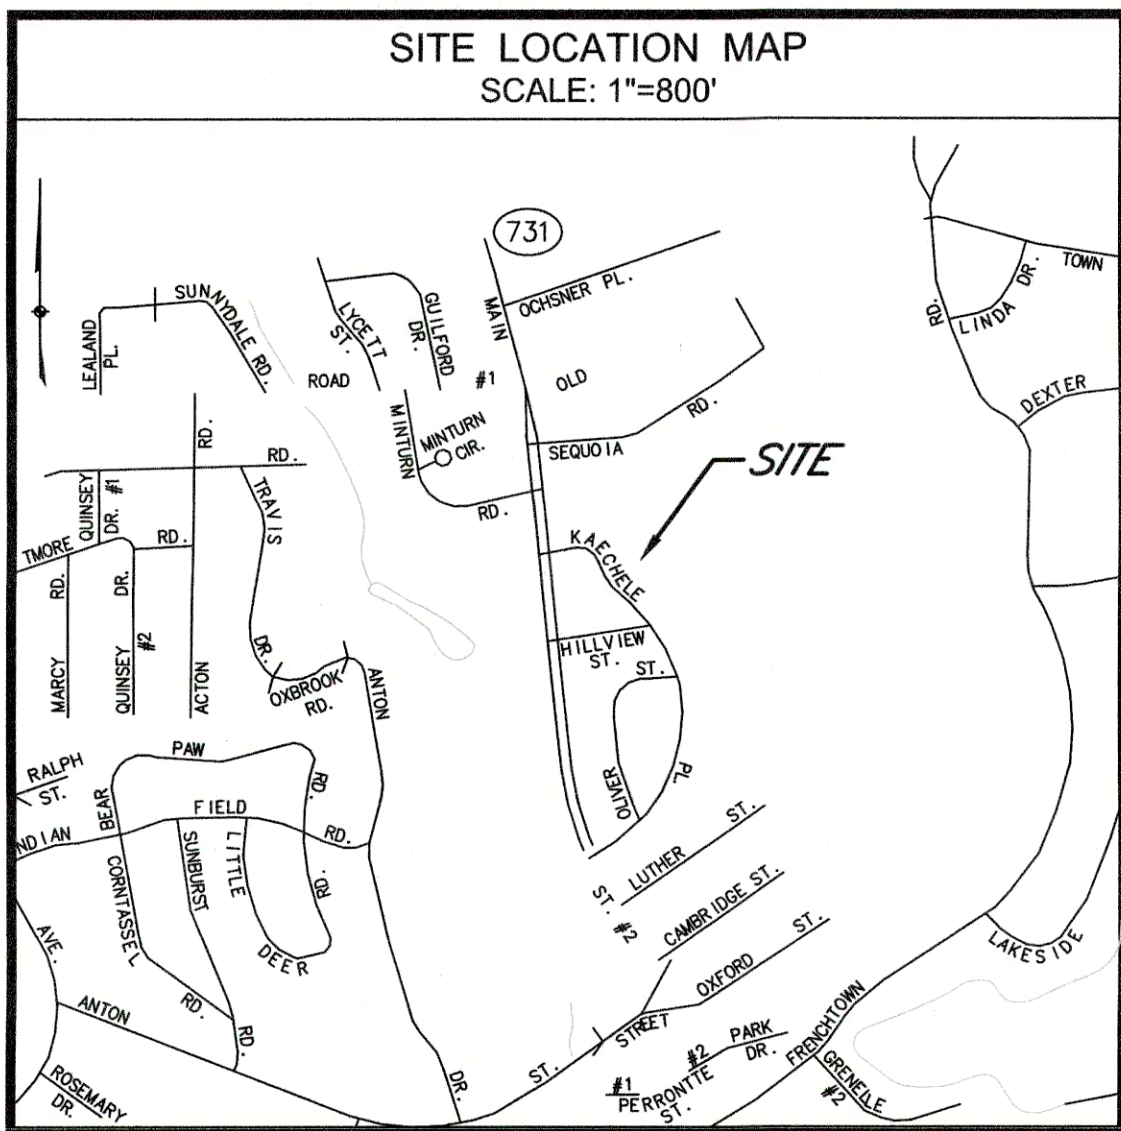 SITE LOCATION MAP
SCALE: 1"=800'
731
SUNNYDALE RD.
LEALAND
PL.
LYCETT
ST.
GUILFORD
DR.
MAIN
OCHSNER PL.
RD.
LINDA DR.
TOWN
ROAD
#1
OLD
DEXTER
RD.
MINTURN
MINTURN
CIR.
SEQUOIA
RD.
SITE
RD.
QUINSEY
DR. #1
TRAVIS
RD.
TMORE
RD.
KAECHELE
RD.
DR.
MARCY
QUINSEY
#2
ACTON
DR.
OXBROOK
RD.
ANTON
HILLVIEW
ST.
ST.
OLIVER
PL.
RALPH
ST.
PAW
RD.
BEAR
FIELD
NDIAN
RD.
CORNTASSEL
SUNBURST
LITTLE
RD.
DEER
LUTHER
ST.
ST. #2
CAMBRIDGE ST.
OXFORD
ST.
LAKESIDE
AVE.
ANTON
RD.
RD.
DR.
ST.
STREET
FRENCHTOWN
PARK
DR.
#2
#1
PERRONTTE
ST.
GRENELLE
#2
ROSEMARY
DR.